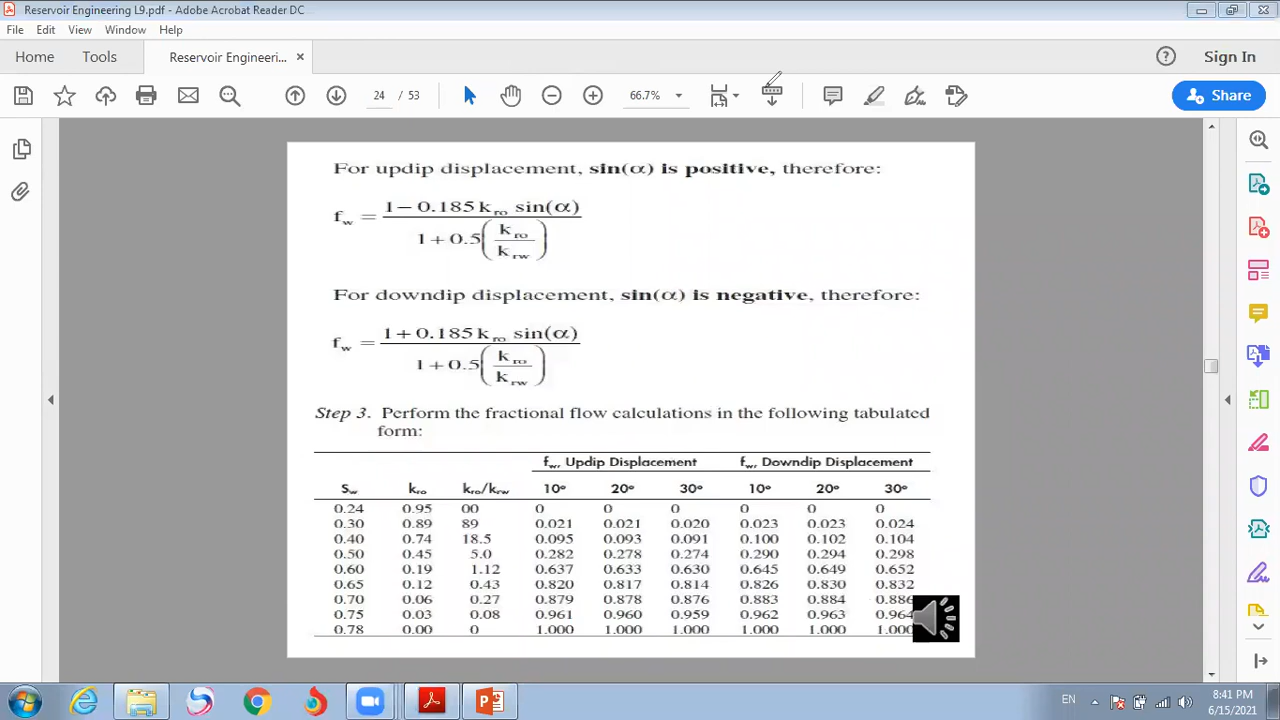 Reservoir Engineering L9.pdf - Adobe Acrobat Reader DC
File Edit View Window Help
Home Tools Reservoir Engineeri... × Sign In
24 / 53 66.7% Share
For updip displacement, sin(α) is positive, therefore:
f_w = (1 − 0.185 k_ro sin(α)) / (1 + 0.5 (k_ro / k_rw))
For downdip displacement, sin(α) is negative, therefore:
f_w = (1 + 0.185 k_ro sin(α)) / (1 + 0.5 (k_ro / k_rw))
Step 3. Perform the fractional flow calculations in the following tabulated
form:
f_w, Updip Displacement f_w, Downdip Displacement
S_w k_ro k_ro/k_rw 10° 20° 30° 10° 20° 30°
0.24 0.95 00 0 0 0 0 0 0
0.30 0.89 89 0.021 0.021 0.020 0.023 0.023 0.024
0.40 0.74 18.5 0.095 0.093 0.091 0.100 0.102 0.104
0.50 0.45 5.0 0.282 0.278 0.274 0.290 0.294 0.298
0.60 0.19 1.12 0.637 0.633 0.630 0.645 0.649 0.652
0.65 0.12 0.43 0.820 0.817 0.814 0.826 0.830 0.832
0.70 0.06 0.27 0.879 0.878 0.876 0.883 0.884 0.886
0.75 0.03 0.08 0.961 0.960 0.959 0.962 0.963 0.964
0.78 0.00 0 1.000 1.000 1.000 1.000 1.000 1.000
EN 8:41 PM
6/15/2021